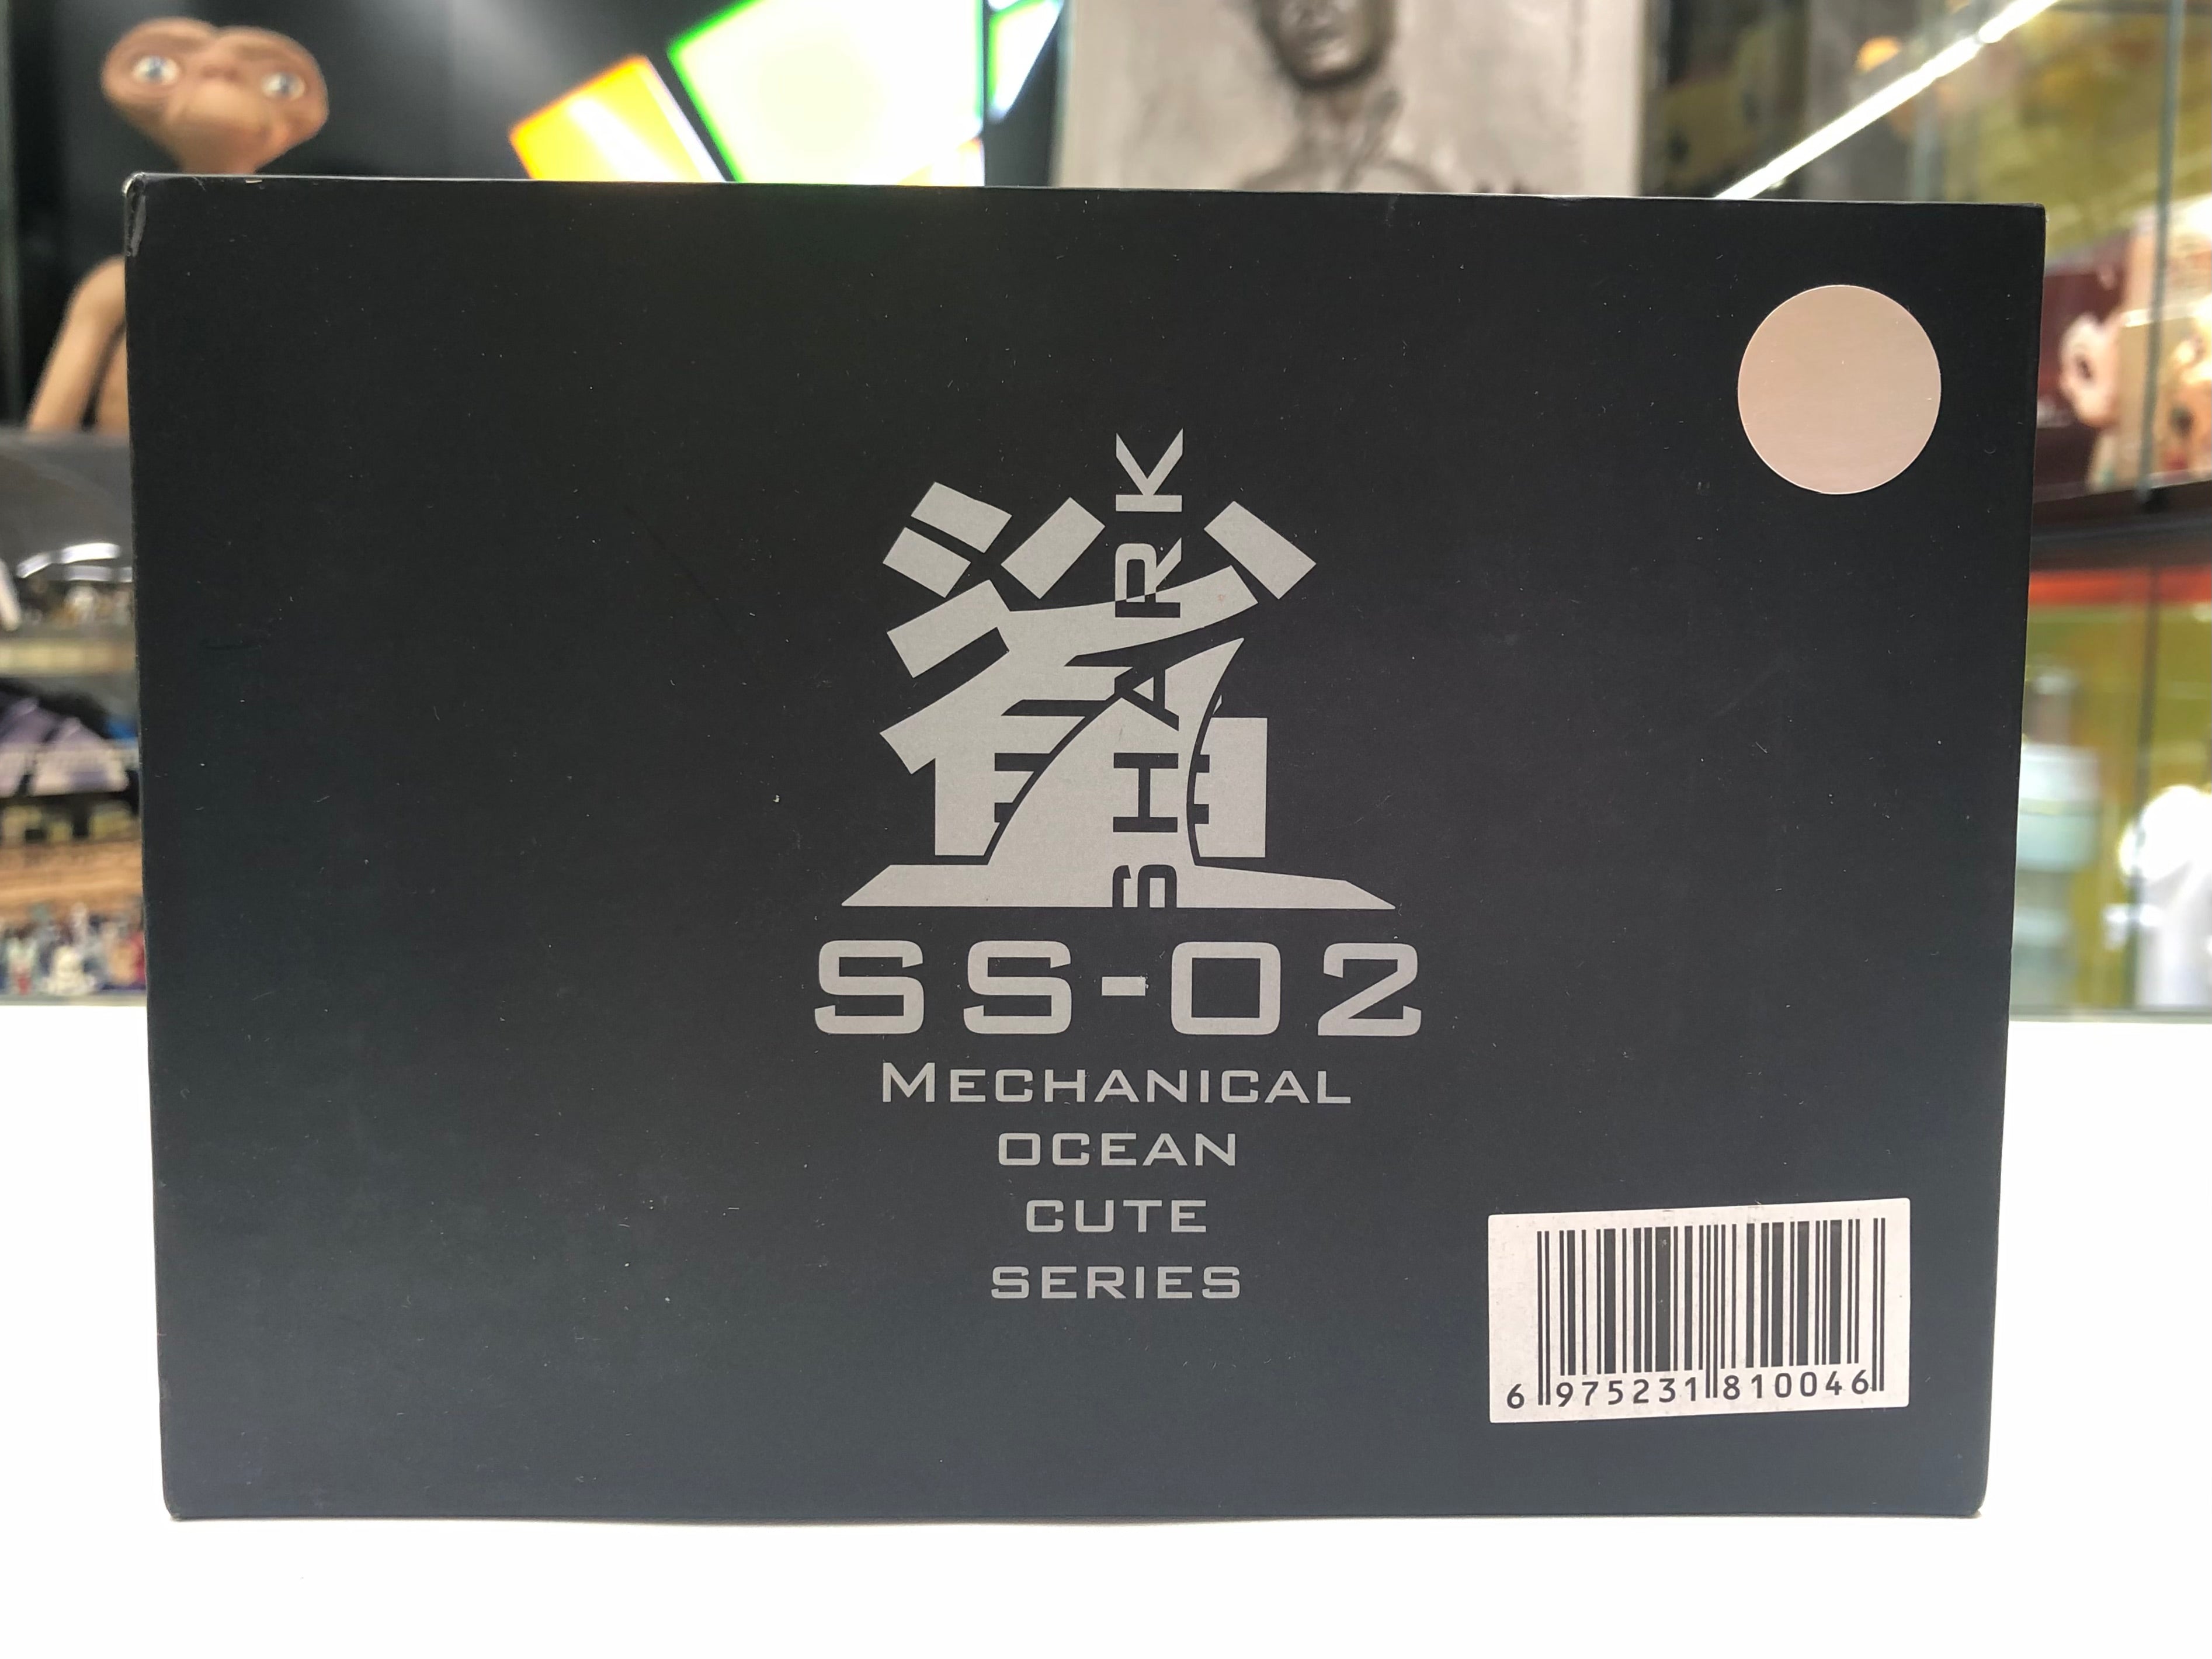 SHARK
SS-02
MECHANICAL
OCEAN
CUTE
SERIES
6 975231 810046